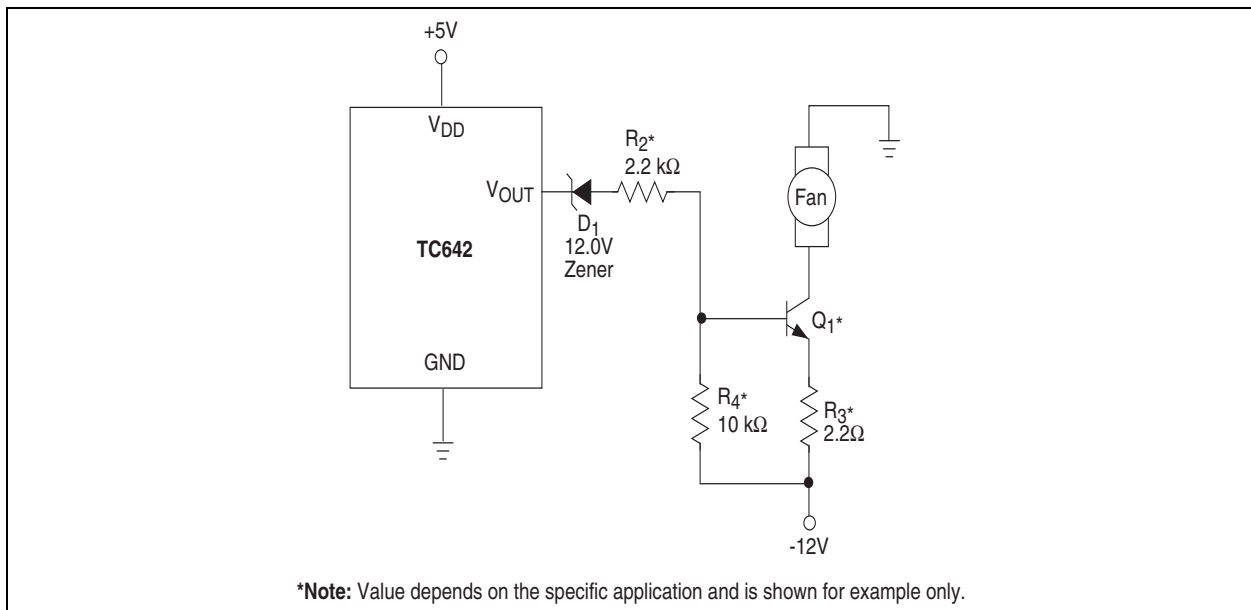 +5V
VDD
R2*
2.2 kΩ
VOUT
Fan
D1
12.0V
Zener
TC642
Q1*
GND
R4*
10 kΩ
R3*
2.2Ω
-12V
*Note: Value depends on the specific application and is shown for example only.